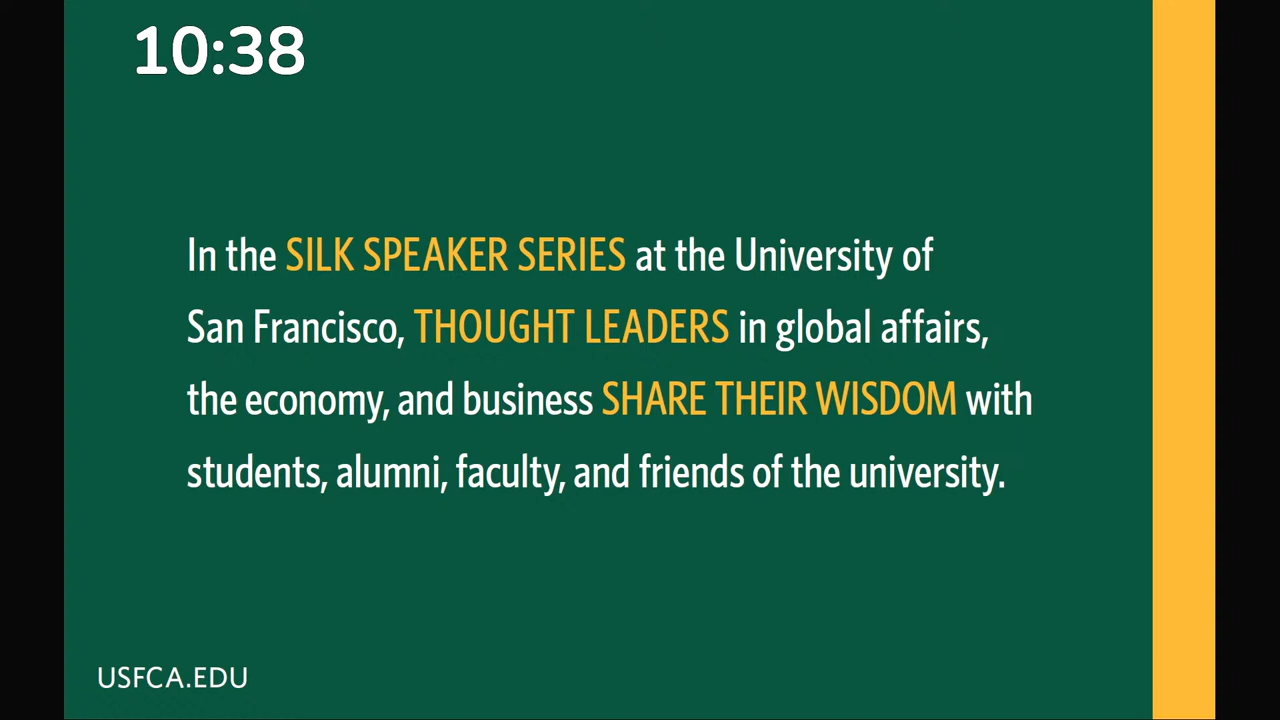 10:38
In the SILK SPEAKER SERIES at the University of
San Francisco, THOUGHT LEADERS in global affairs,
the economy, and business SHARE THEIR WISDOM with
students, alumni, faculty, and friends of the university.
USFCA.EDU